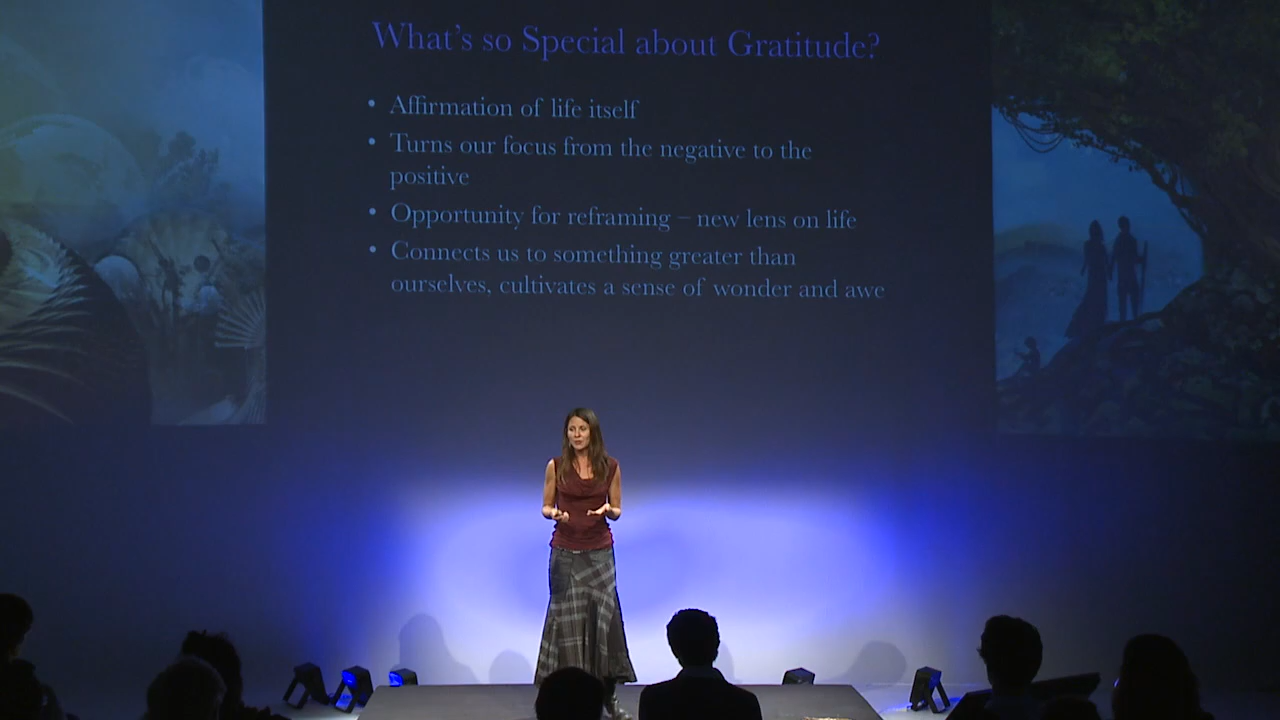 What's so Special about Gratitude?
• Affirmation of life itself
• Turns our focus from the negative to the
positive
• Opportunity for reframing – new lens on life
• Connects us to something greater than
ourselves, cultivates a sense of wonder and awe